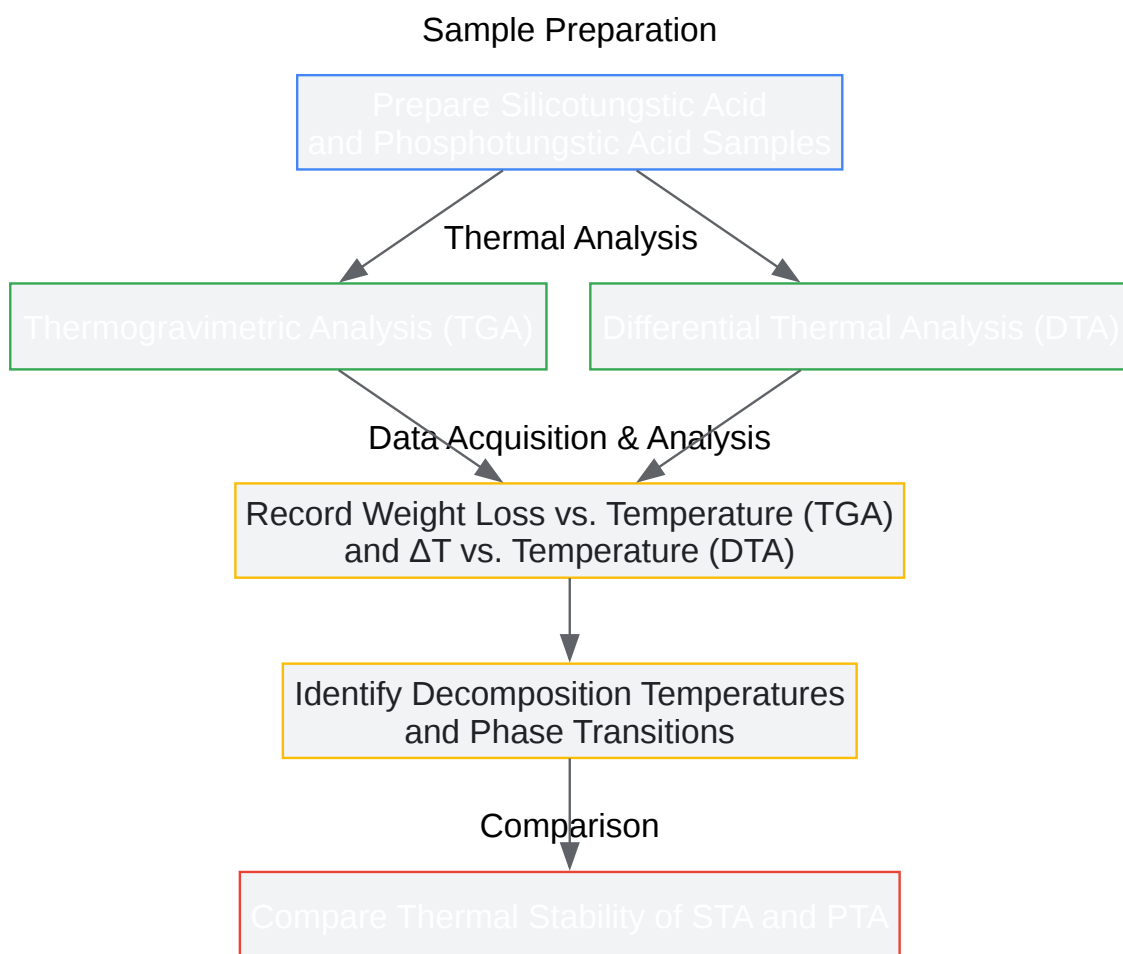 Sample Preparation
Prepare Silicotungstic Acid
and Phosphotungstic Acid Samples
Thermal Analysis
Thermogravimetric Analysis (TGA)
Differential Thermal Analysis (DTA)
Data Acquisition & Analysis
Record Weight Loss vs. Temperature (TGA)
and ΔT vs. Temperature (DTA)
Identify Decomposition Temperatures
and Phase Transitions
Comparison
Compare Thermal Stability of STA and PTA